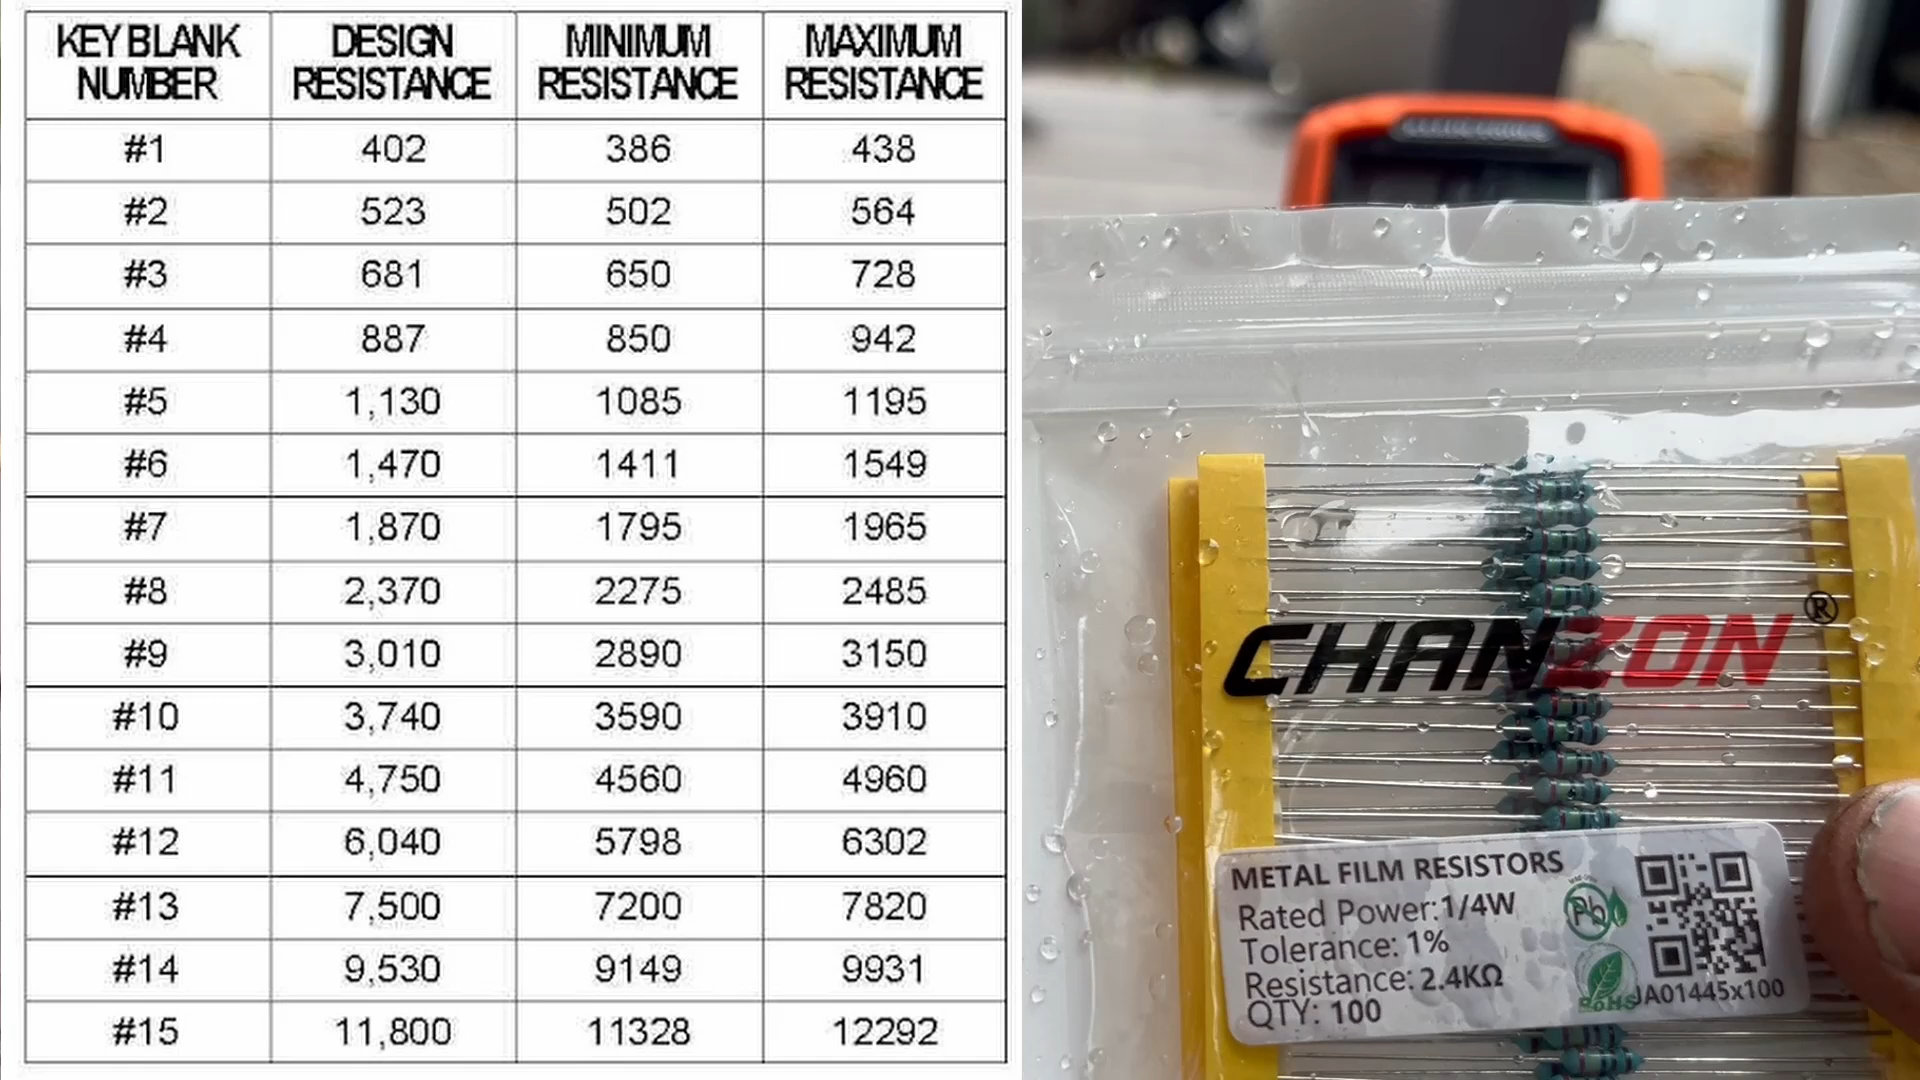 KEY BLANK NUMBER DESIGN RESISTANCE MINIMUM RESISTANCE MAXIMUM RESISTANCE
#1 402 386 438
#2 523 502 564
#3 681 650 728
#4 887 850 942
#5 1,130 1085 1195
#6 1,470 1411 1549
#7 1,870 1795 1965
#8 2,370 2275 2485
#9 3,010 2890 3150
#10 3,740 3590 3910
#11 4,750 4560 4960
#12 6,040 5798 6302
#13 7,500 7200 7820
#14 9,530 9149 9931
#15 11,800 11328 12292
CHANZON®
METAL FILM RESISTORS
Rated Power:1/4W
Tolerance: 1%
Resistance: 2.4KΩ
QTY: 100
Pb
RoHS
JA01445x100